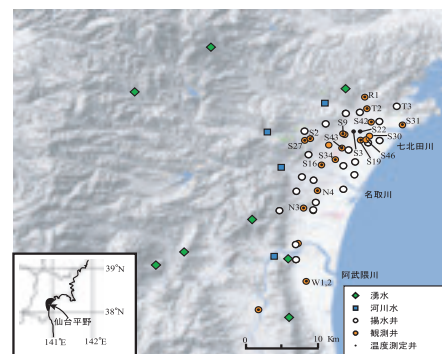 R1
T2
T3
S9
S42
S22
S31
S43
S30
S2
S27
S3
S46
S34
S19
S16
七北田川
名取川
N4
N3
阿武隈川
W1,2
39°N
38°N
仙台平野
141°E
142°E
0
10
Km
湧水
河川水
揚水井
観測井
温度測定井